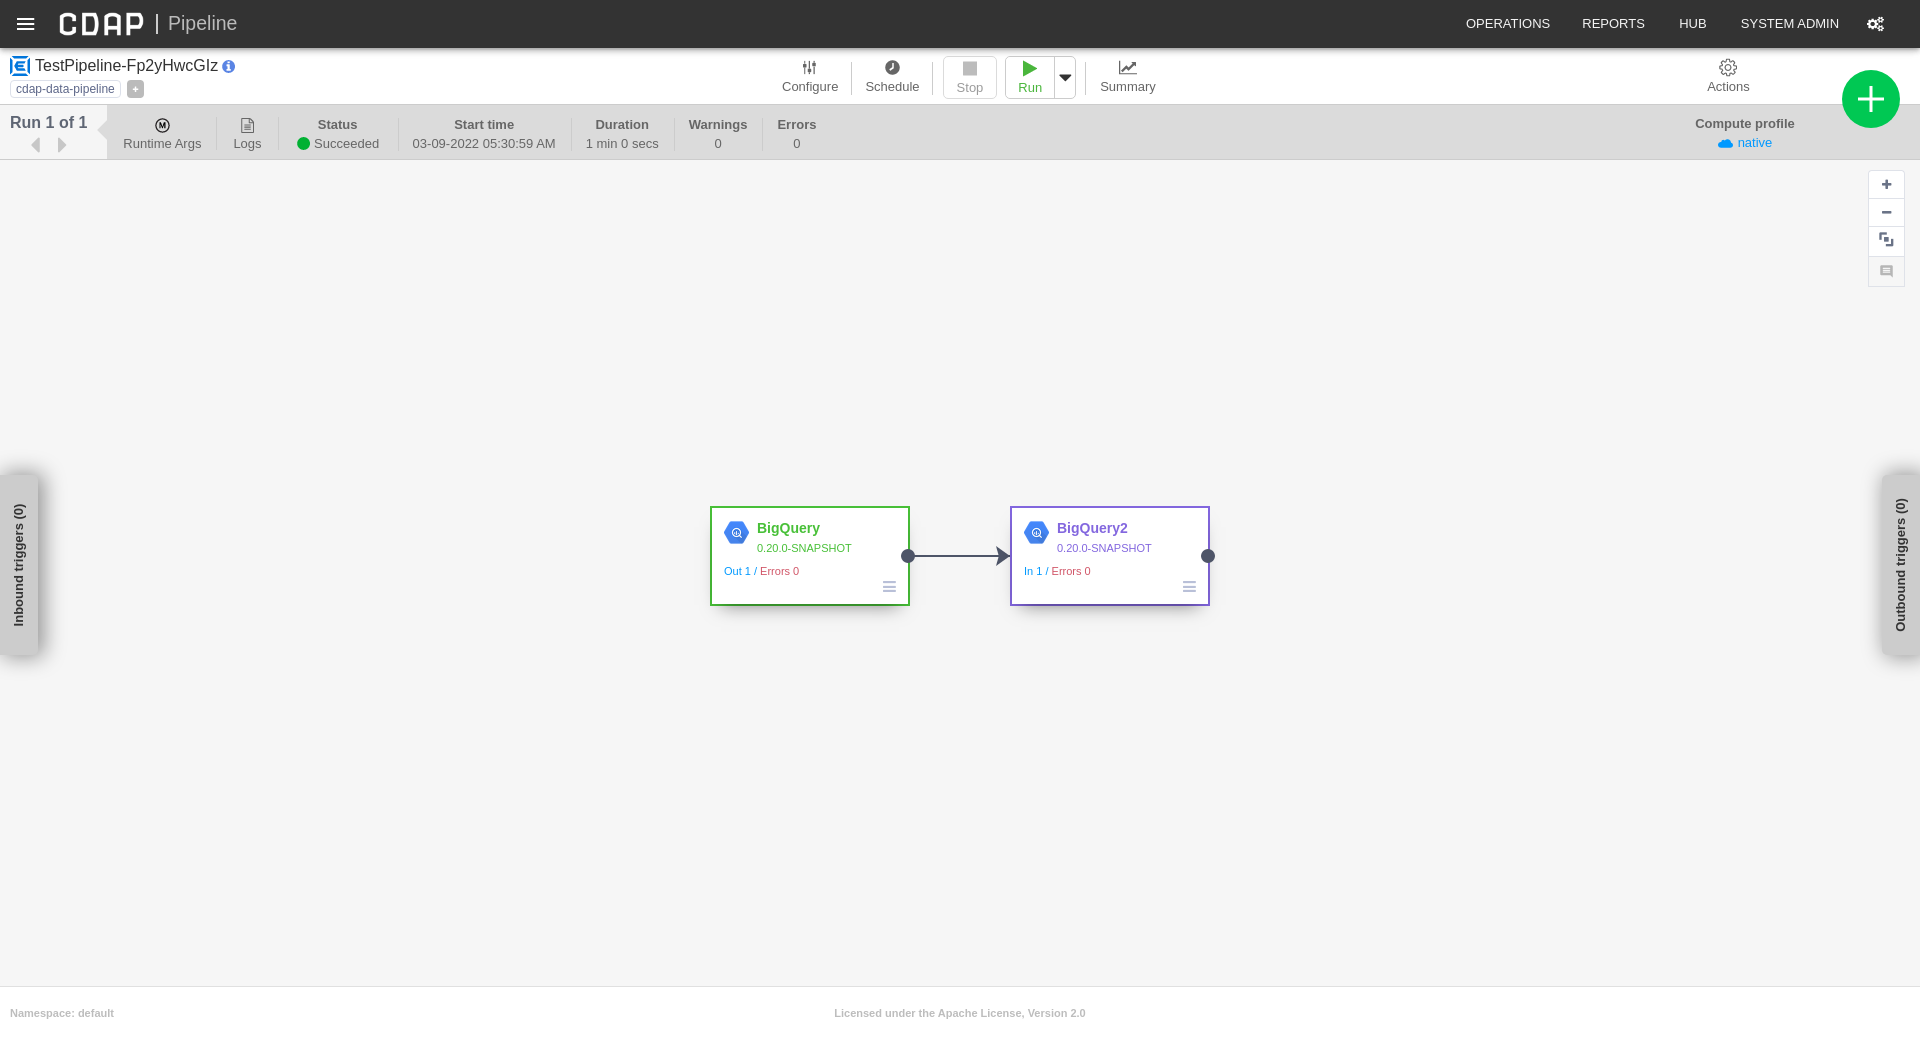 CDAP | Pipeline
OPERATIONS REPORTS HUB SYSTEM ADMIN
TestPipeline-Fp2yHwcGIz
cdap-data-pipeline +
Configure
Schedule
Stop
Run
Summary
Actions
Run 1 of 1
Runtime Args
Logs
Status
Succeeded
Start time
03-09-2022 05:30:59 AM
Duration
1 min 0 secs
Warnings
0
Errors
0
Compute profile
native
Inbound triggers (0)
BigQuery
0.20.0-SNAPSHOT
Out 1 / Errors 0
BigQuery2
0.20.0-SNAPSHOT
In 1 / Errors 0
Outbound triggers (0)
Namespace: default
Licensed under the Apache License, Version 2.0